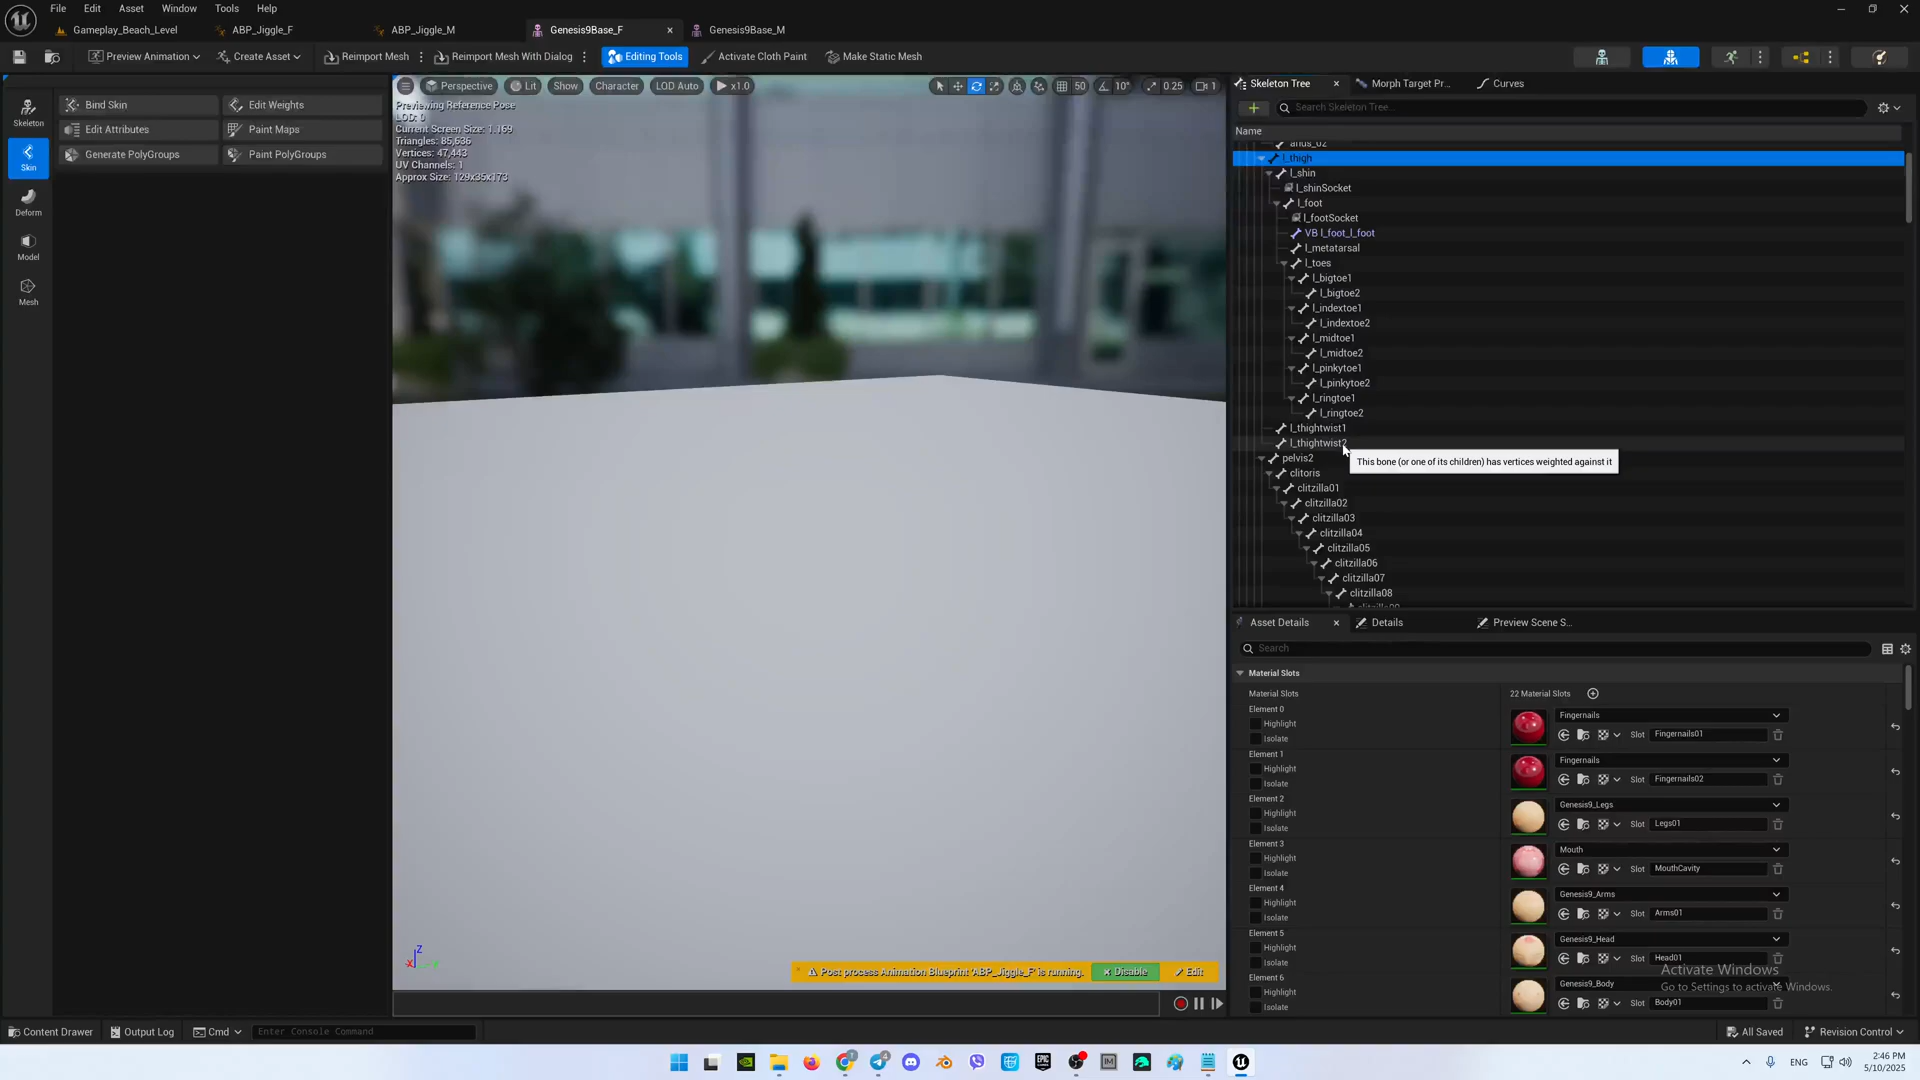 File Edit Asset Window Tools Help
Gameplay_Beach_Level ABP_Jiggle_F ABP_Jiggle_M Genesis9Base_F Genesis9Base_M
Preview Animation Create Asset Reimport Mesh Reimport Mesh With Dialog Editing Tools Activate Cloth Paint Make Static Mesh
Skeleton
Skin
Deform
Model
Mesh
Bind Skin Edit Weights
Edit Attributes Paint Maps
Generate PolyGroups Paint PolyGroups
Perspective Lit Show Character LOD Auto x1.0 50 10° 0.25 1
Previewing Reference Pose
LOD: 0
Current Screen Size: 1.169
Triangles: 85,636
Vertices: 47,443
UV Channels: 1
Approx Size: 129x35x173
Z
X
Post process Animation Blueprint 'ABP_Jiggle_F' is running. Disable Edit
Skeleton Tree Morph Target Pr... Curves
Search Skeleton Tree...
Name
anus_02
l_thigh
l_shin
l_shinSocket
l_foot
l_footSocket
VB l_foot_l_foot
l_metatarsal
l_toes
l_bigtoe1
l_bigtoe2
l_indextoe1
l_indextoe2
l_midtoe1
l_midtoe2
l_pinkytoe1
l_pinkytoe2
l_ringtoe1
l_ringtoe2
l_thightwist1
l_thightwist2
This bone (or one of its children) has vertices weighted against it
pelvis2
clitoris
clitzilla01
clitzilla02
clitzilla03
clitzilla04
clitzilla05
clitzilla06
clitzilla07
clitzilla08
Asset Details Details Preview Scene S...
Search
Material Slots
Material Slots 22 Material Slots
Element 0
Highlight
Isolate
Fingernails
Slot Fingernails01
Element 1
Highlight
Isolate
Fingernails
Slot Fingernails02
Element 2
Highlight
Isolate
Genesis9_Legs
Slot Legs01
Element 3
Highlight
Isolate
Mouth
Slot MouthCavity
Element 4
Highlight
Isolate
Genesis9_Arms
Slot Arms01
Element 5
Highlight
Isolate
Genesis9_Head
Slot Head01
Element 6
Highlight
Isolate
Genesis9_Body
Slot Body01
Activate Windows
Go to Settings to activate Windows.
Content Drawer Output Log Cmd Enter Console Command All Saved Revision Control
ENG 2:46 PM
5/10/2025